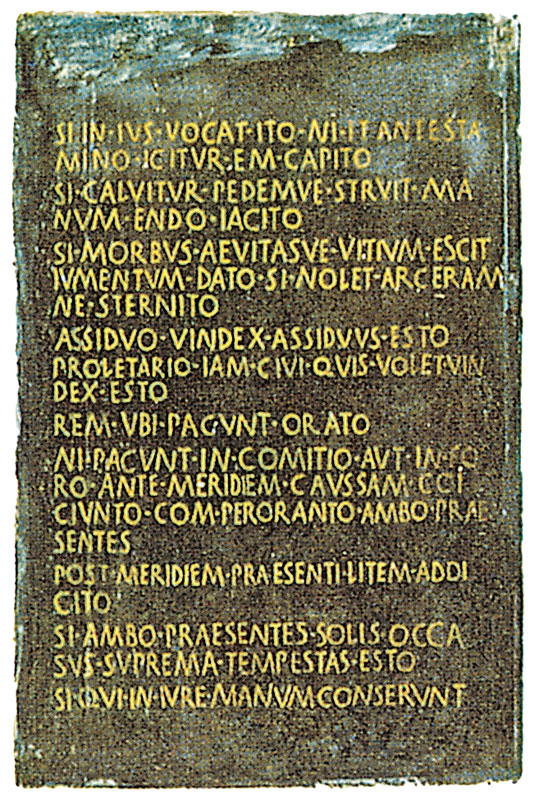 SI·IN·IVS·VOCAT·ITO·NI·IT ANTESTA
MINO·ICITVR·EM·CAPITO
SI·CALVITVR·PEDEMVE·STRVIT·MA
NVM·ENDO·IACITO
SI·MORBVS·AEVITASVE·VITIVM·ESCIT
IVMENTVM·DATO·SI·NOLET·ARCERAM
NE·STERNITO
ASSIDVO·VINDEX·ASSIDVVS·ESTO
PROLETARIO·IAM·CIVI·QVIS·VOLET VIN
DEX·ESTO
REM·VBI·PACVNT·ORATO
NI·PACVNT·IN·COMITIO·AVT·IN·FO
RO·ANTE·MERIDIEM·CAVSSAM·COI
CIVNTO·COM·PERORANTO·AMBO·PRAE
SENTES
POST·MERIDIEM·PRAESENTI·LITEM·ADDI
CITO
SI·AMBO·PRAESENTES·SOLIS·OCCA
SVS·SVPREMA·TEMPESTAS·ESTO
SI·QVI·IN·IVRE·MANVM CONSERVNT